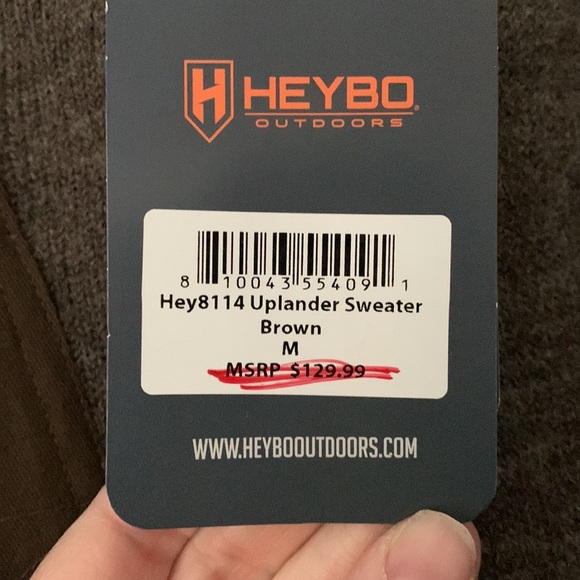 H HEYBO®
OUTDOORS
8 10043 55409 1
Hey8114 Uplander Sweater
Brown
M
MSRP $129.99
WWW.HEYBOOUTDOORS.COM